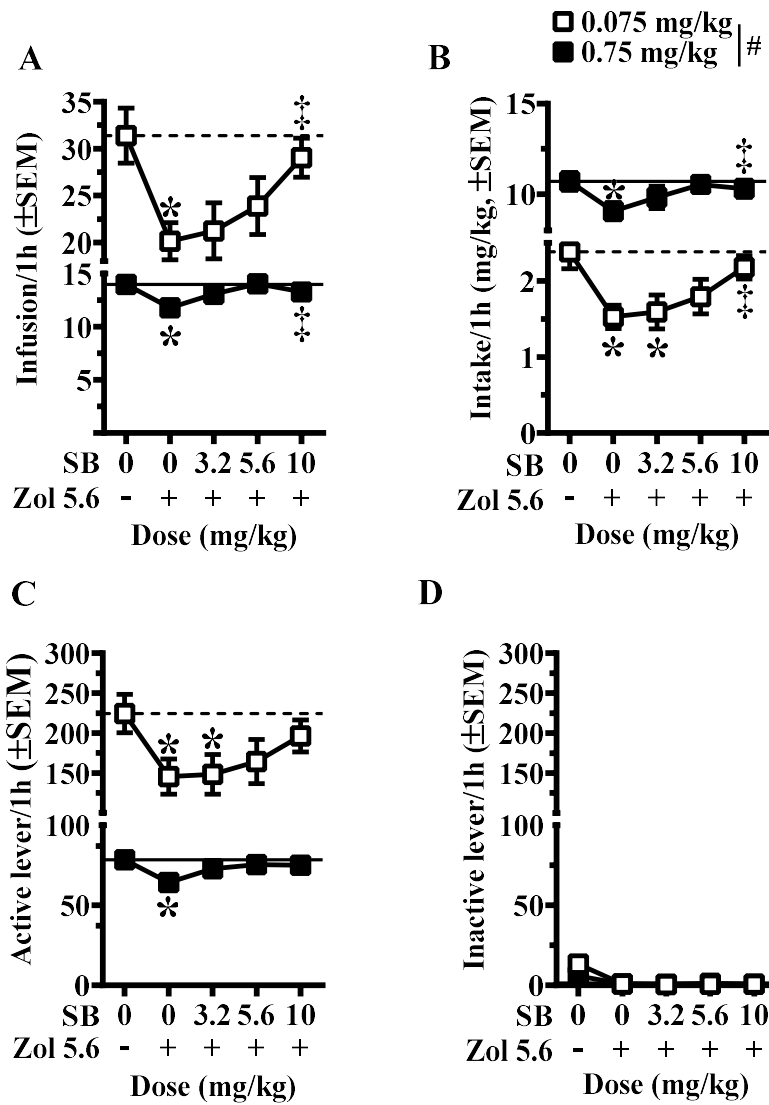 0.075 mg/kg
0.75 mg/kg
#
A
Infusion/1h (±SEM)
35
30
25
20
15
10
5
*
*
‡
‡
SB 0 0 3.2 5.6 10
Zol 5.6 - + + + +
Dose (mg/kg)
B
Intake/1h (mg/kg, ±SEM)
15
10
2
1
0
*
‡
* *
‡
SB 0 0 3.2 5.6 10
Zol 5.6 - + + + +
Dose (mg/kg)
C
Active lever/1h (±SEM)
300
250
200
150
100
50
0
* *
*
SB 0 0 3.2 5.6 10
Zol 5.6 - + + + +
Dose (mg/kg)
D
Inactive lever/1h (±SEM)
300
250
200
150
100
50
0
SB 0 0 3.2 5.6 10
Zol 5.6 - + + + +
Dose (mg/kg)